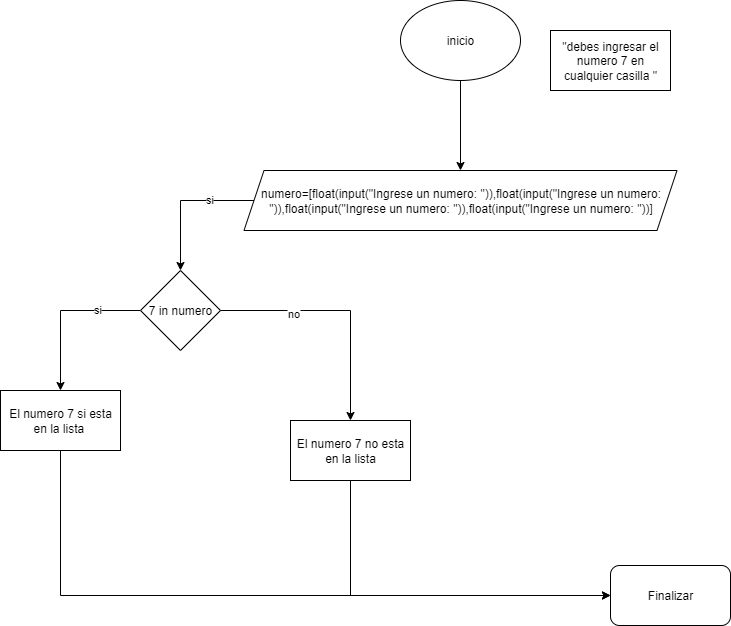 inicio
"debes ingresar el
numero 7 en
cualquier casilla "
numero=[float(input("Ingrese un numero: ")),float(input("Ingrese un numero:
")),float(input("Ingrese un numero: ")),float(input("Ingrese un numero: "))]
si
7 in numero
si
no
El numero 7 si esta
en la lista
El numero 7 no esta
en la lista
Finalizar